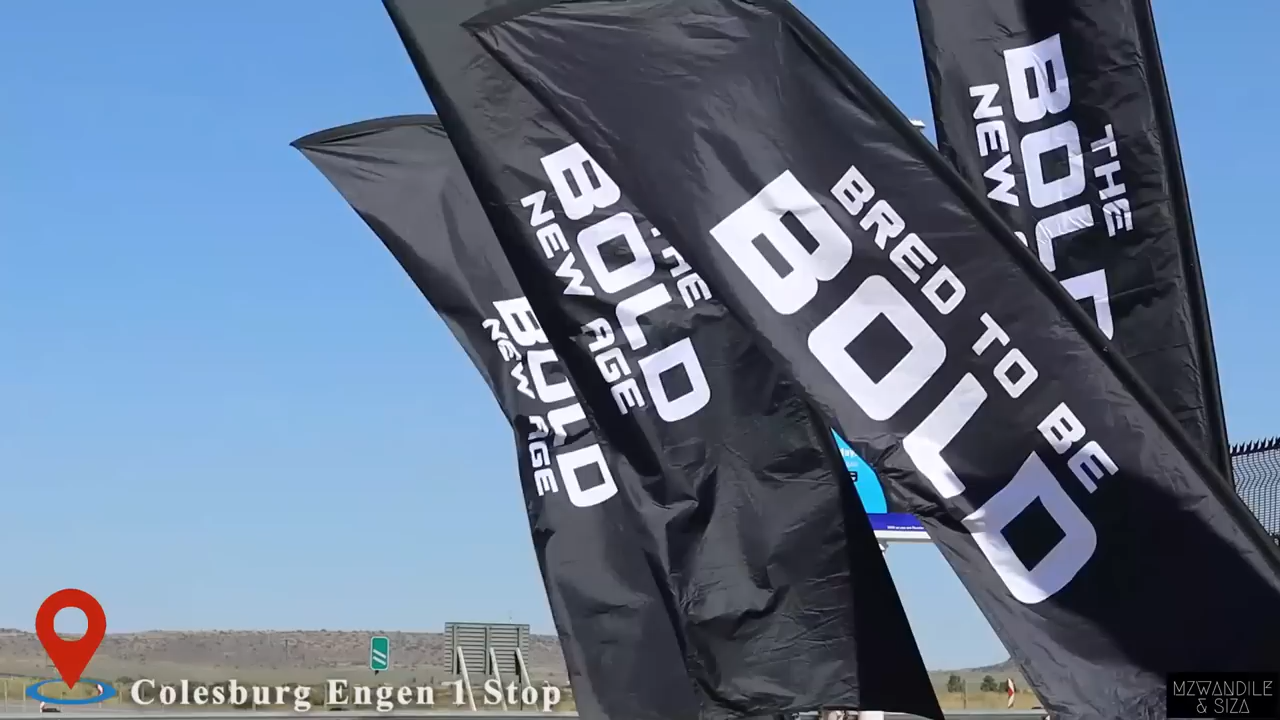 THE
BOLD
NEW
BRED TO BE
BOLD
THE
BOLD
NEW AGE
BOLD
NEW AGE
Colesburg Engen 1 Stop
MZWANDILE
& SIZA